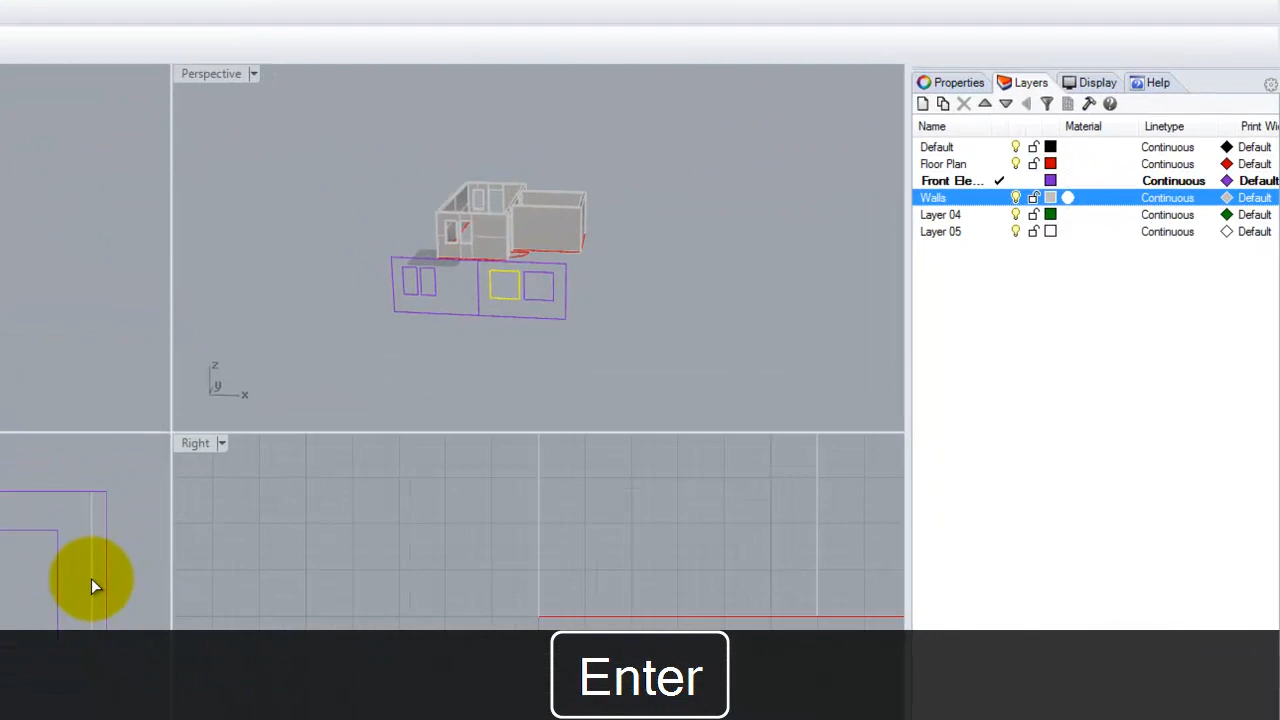 Perspective
Properties Layers Display Help
Name Material Linetype Print Wi
Default Continuous Default
Floor Plan Continuous Default
Front Ele... Continuous Default
Walls Continuous Default
Layer 04 Continuous Default
Layer 05 Continuous Default
z
y
x
Right
Enter